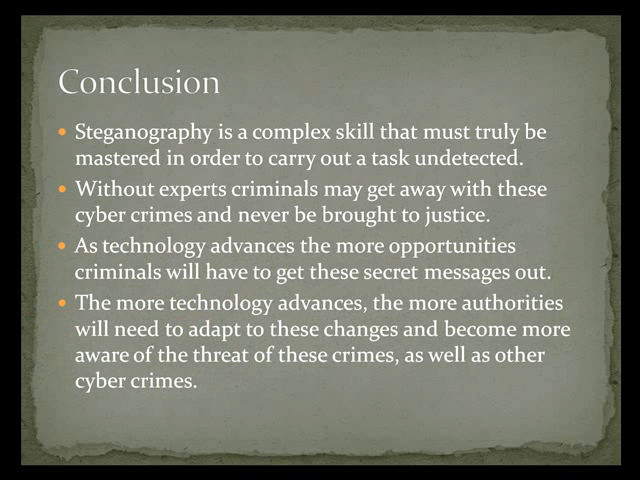 Conclusion
• Steganography is a complex skill that must truly be
mastered in order to carry out a task undetected.
• Without experts criminals may get away with these
cyber crimes and never be brought to justice.
• As technology advances the more opportunities
criminals will have to get these secret messages out.
• The more technology advances, the more authorities
will need to adapt to these changes and become more
aware of the threat of these crimes, as well as other
cyber crimes.